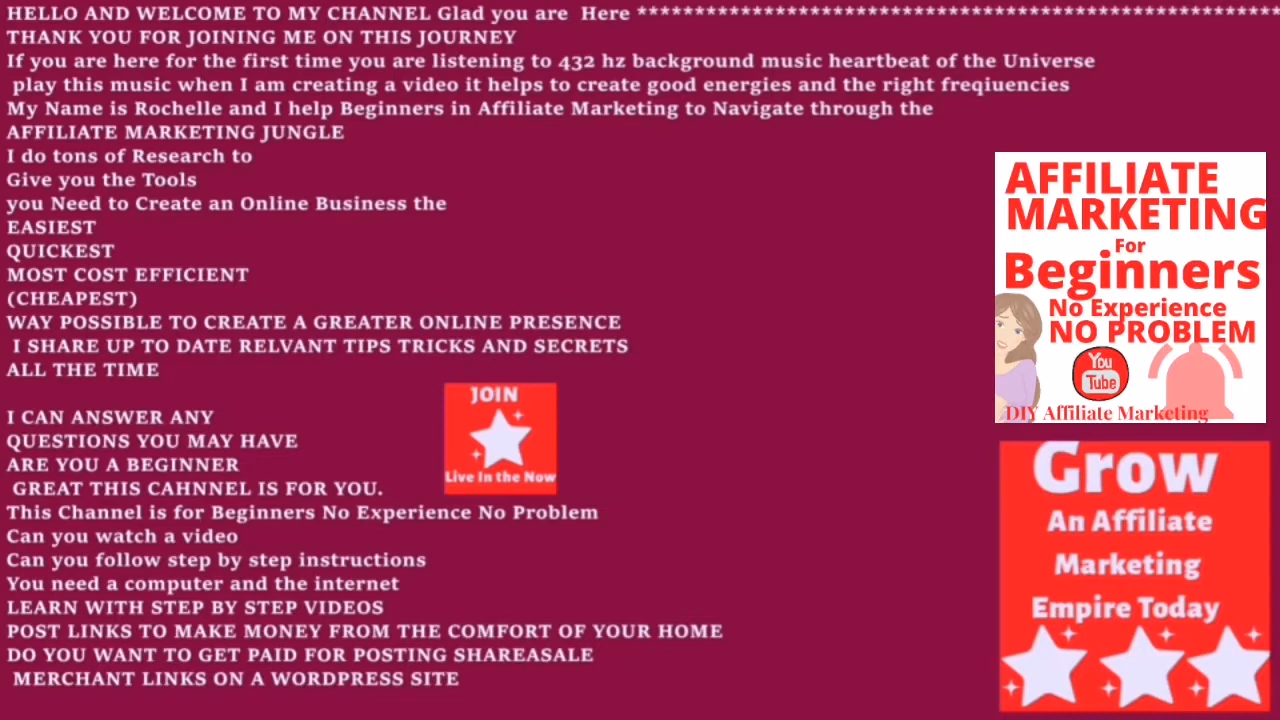 HELLO AND WELCOME TO MY CHANNEL Glad you are  Here *********************************************************
THANK YOU FOR JOINING ME ON THIS JOURNEY
If you are here for the first time you are listening to 432 hz background music heartbeat of the Universe
play this music when I am creating a video it helps to create good energies and the right freqiuencies
My Name is Rochelle and I help Beginners in Affiliate Marketing to Navigate through the
AFFILIATE MARKETING JUNGLE
I do tons of Research to
Give you the Tools
you Need to Create an Online Business the
EASIEST
QUICKEST
MOST COST EFFICIENT
(CHEAPEST)
WAY POSSIBLE TO CREATE A GREATER ONLINE PRESENCE
I SHARE UP TO DATE RELVANT TIPS TRICKS AND SECRETS
ALL THE TIME
I CAN ANSWER ANY
QUESTIONS YOU MAY HAVE
ARE YOU A BEGINNER
GREAT THIS CAHNNEL IS FOR YOU.
This Channel is for Beginners No Experience No Problem
Can you watch a video
Can you follow step by step instructions
You need a computer and the internet
LEARN WITH STEP BY STEP VIDEOS
POST LINKS TO MAKE MONEY FROM THE COMFORT OF YOUR HOME
DO YOU WANT TO GET PAID FOR POSTING SHAREASALE
MERCHANT LINKS ON A WORDPRESS SITE
JOIN
Live In the Now
AFFILIATE
MARKETING
For
Beginners
No Experience
NO PROBLEM
You
Tube
DIY Affiliate Marketing
Grow
An Affiliate
Marketing
Empire Today